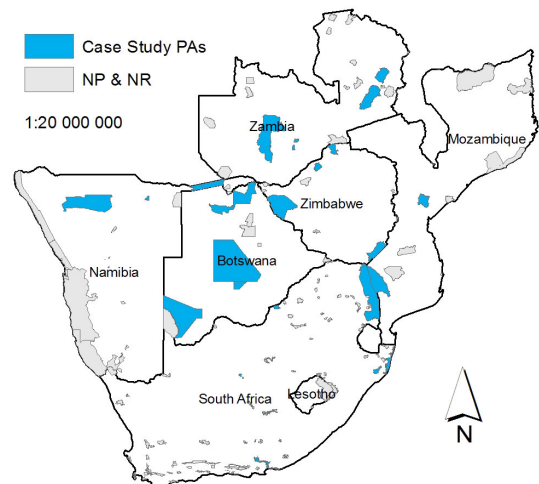 Case Study PAs
NP & NR
1:20 000 000
Zambia
Mozambique
Zimbabwe
Namibia
Botswana
South Africa
Lesotho
N